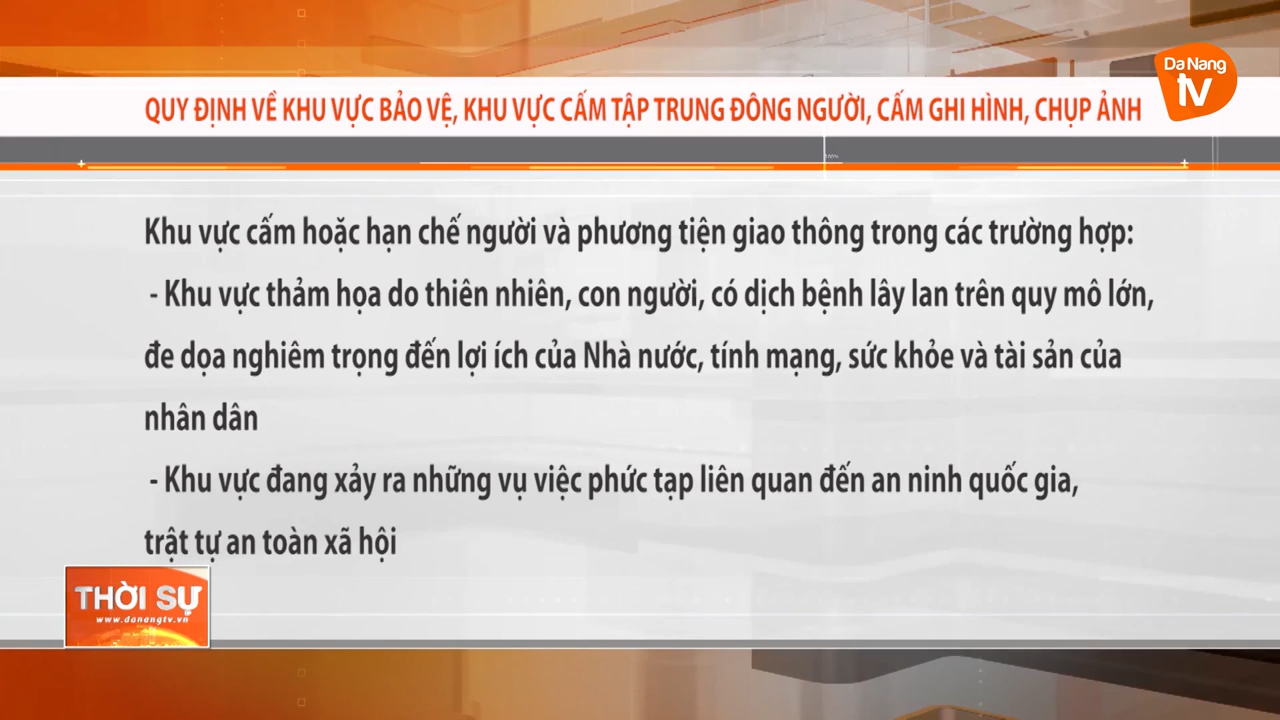 Da Nang
tv
QUY ĐỊNH VỀ KHU VỰC BẢO VỆ, KHU VỰC CẤM TẬP TRUNG ĐÔNG NGƯỜI, CẤM GHI HÌNH, CHỤP ẢNH
100%
Khu vực cấm hoặc hạn chế người và phương tiện giao thông trong các trường hợp:
- Khu vực thảm họa do thiên nhiên, con người, có dịch bệnh lây lan trên quy mô lớn,
đe dọa nghiêm trọng đến lợi ích của Nhà nước, tính mạng, sức khỏe và tài sản của
nhân dân
- Khu vực đang xảy ra những vụ việc phức tạp liên quan đến an ninh quốc gia,
trật tự an toàn xã hội
THỜI SỰ
www.danangtv.vn